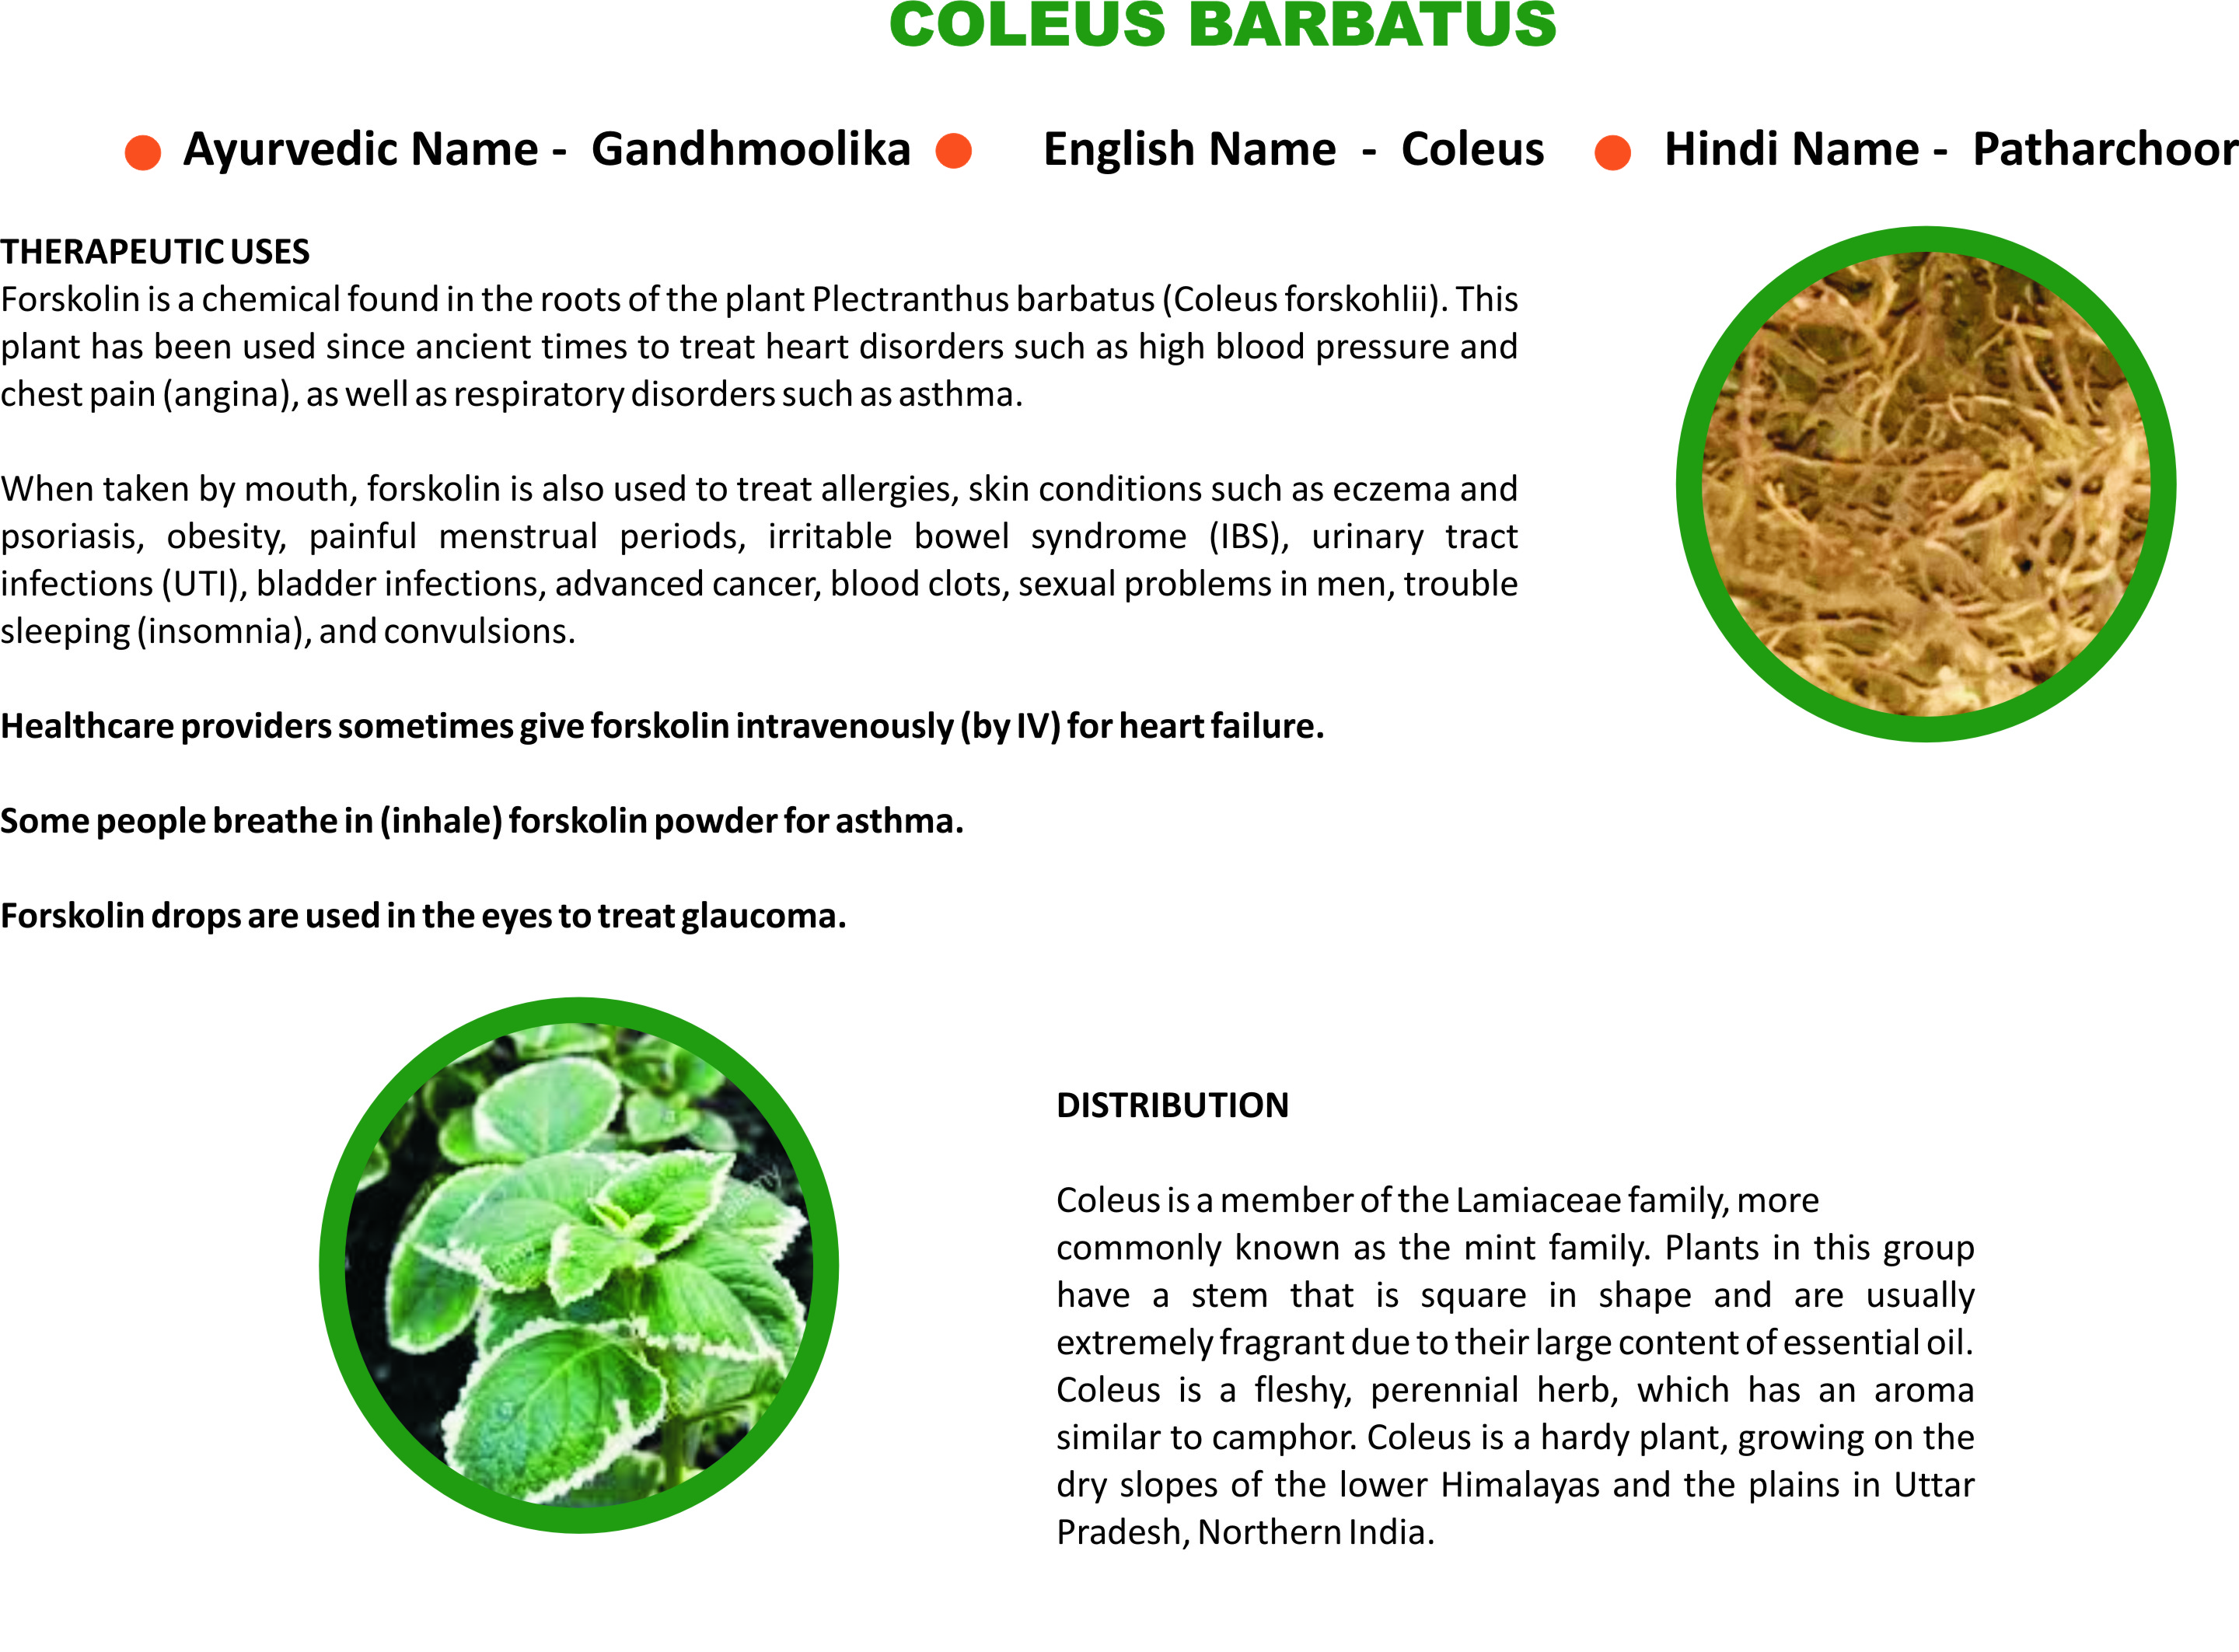 COLEUS BARBATUS
Ayurvedic Name - Gandhmoolika English Name - Coleus Hindi Name - Patharchoor
THERAPEUTIC USES
Forskolin is a chemical found in the roots of the plant Plectranthus barbatus (Coleus forskohlii). This
plant has been used since ancient times to treat heart disorders such as high blood pressure and
chest pain (angina), as well as respiratory disorders such as asthma.
When taken by mouth, forskolin is also used to treat allergies, skin conditions such as eczema and
psoriasis, obesity, painful menstrual periods, irritable bowel syndrome (IBS), urinary tract
infections (UTI), bladder infections, advanced cancer, blood clots, sexual problems in men, trouble
sleeping (insomnia), and convulsions.
Healthcare providers sometimes give forskolin intravenously (by IV) for heart failure.
Some people breathe in (inhale) forskolin powder for asthma.
Forskolin drops are used in the eyes to treat glaucoma.
DISTRIBUTION
Coleus is a member of the Lamiaceae family, more
commonly known as the mint family. Plants in this group
have a stem that is square in shape and are usually
extremely fragrant due to their large content of essential oil.
Coleus is a fleshy, perennial herb, which has an aroma
similar to camphor. Coleus is a hardy plant, growing on the
dry slopes of the lower Himalayas and the plains in Uttar
Pradesh, Northern India.